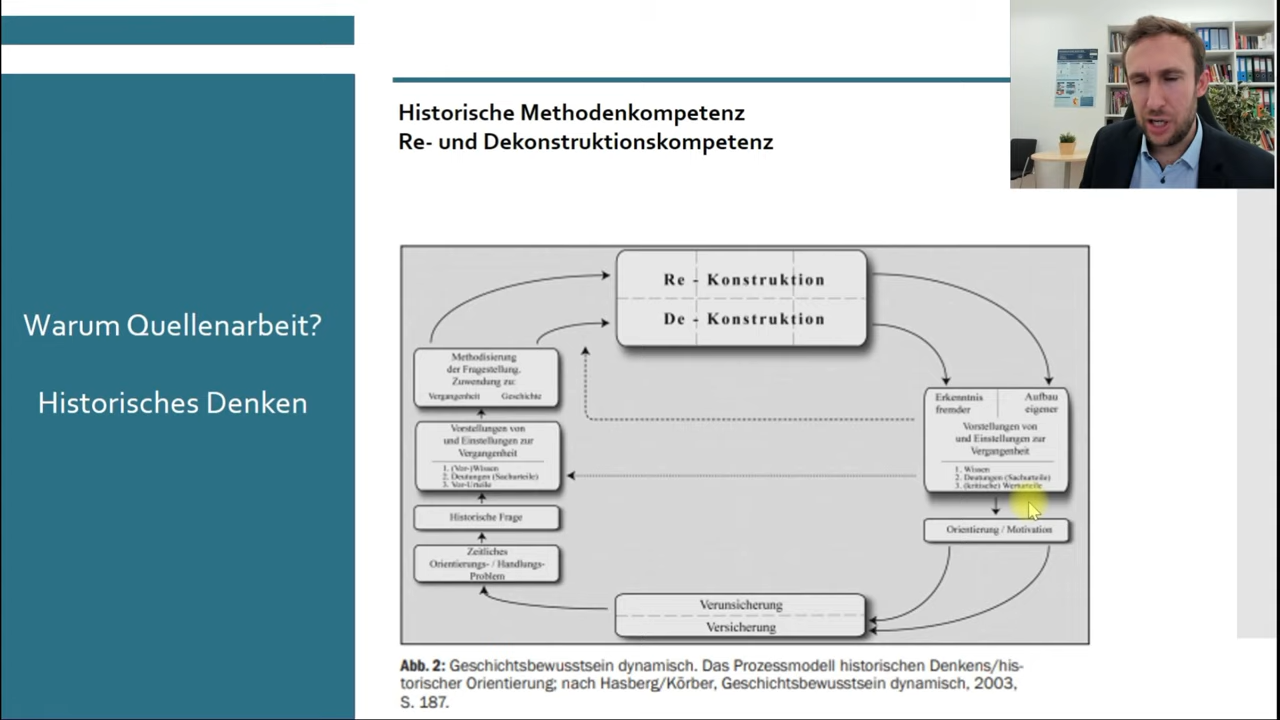 Warum Quellenarbeit?
Historisches Denken
Historische Methodenkompetenz
Re- und Dekonstruktionskompetenz
Re - Konstruktion
De - Konstruktion
Methodisierung
der Fragestellung,
Zuwendung zu:
Vergangenheit Geschichte
Vorstellungen von
und Einstellungen zur
Vergangenheit
1. (Vor-)Wissen
2. Deutungen (Sachurteile)
3. Vor-Urteile
Historische Frage
Zeitliches
Orientierungs- / Handlungs-
Problem
Erkenntnis
fremder
Aufbau
eigener
Vorstellungen von
und Einstellungen zur
Vergangenheit
1. Wissen
2. Deutungen (Sachurteile)
3. (kritische) Werturteile
Orientierung / Motivation
Verunsicherung
Versicherung
Abb. 2: Geschichtsbewusstsein dynamisch. Das Prozessmodell historischen Denkens/his-
torischer Orientierung; nach Hasberg/Körber, Geschichtsbewusstsein dynamisch, 2003,
S. 187.